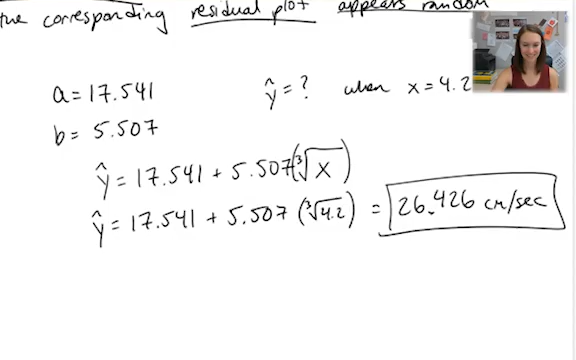 the corresponding residual plot appears random
a = 17.541
ŷ = ? when x = 4.2
b = 5.507
ŷ = 17.541 + 5.507(∛x)
ŷ = 17.541 + 5.507 (∛4.2) = 26.426 cm/sec